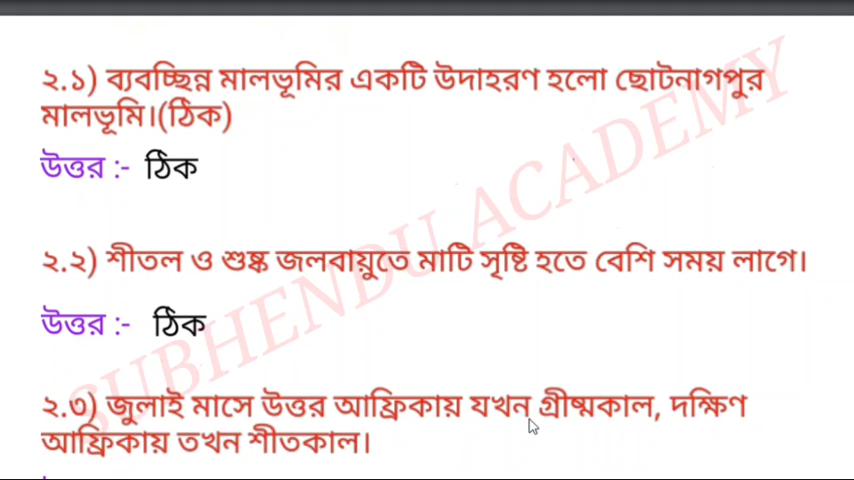 ২.১) ব্যবচ্ছিন্ন মালভূমির একটি উদাহরণ হলো ছোটনাগপুর
মালভূমি।(ঠিক)
উত্তর :- ঠিক
২.২) শীতল ও শুষ্ক জলবায়ুতে মাটি সৃষ্টি হতে বেশি সময় লাগে।
উত্তর :- ঠিক
২.৩) জুলাই মাসে উত্তর আফ্রিকায় যখন গ্রীষ্মকাল, দক্ষিণ
আফ্রিকায় তখন শীতকাল।
SUBHENDU ACADEMY